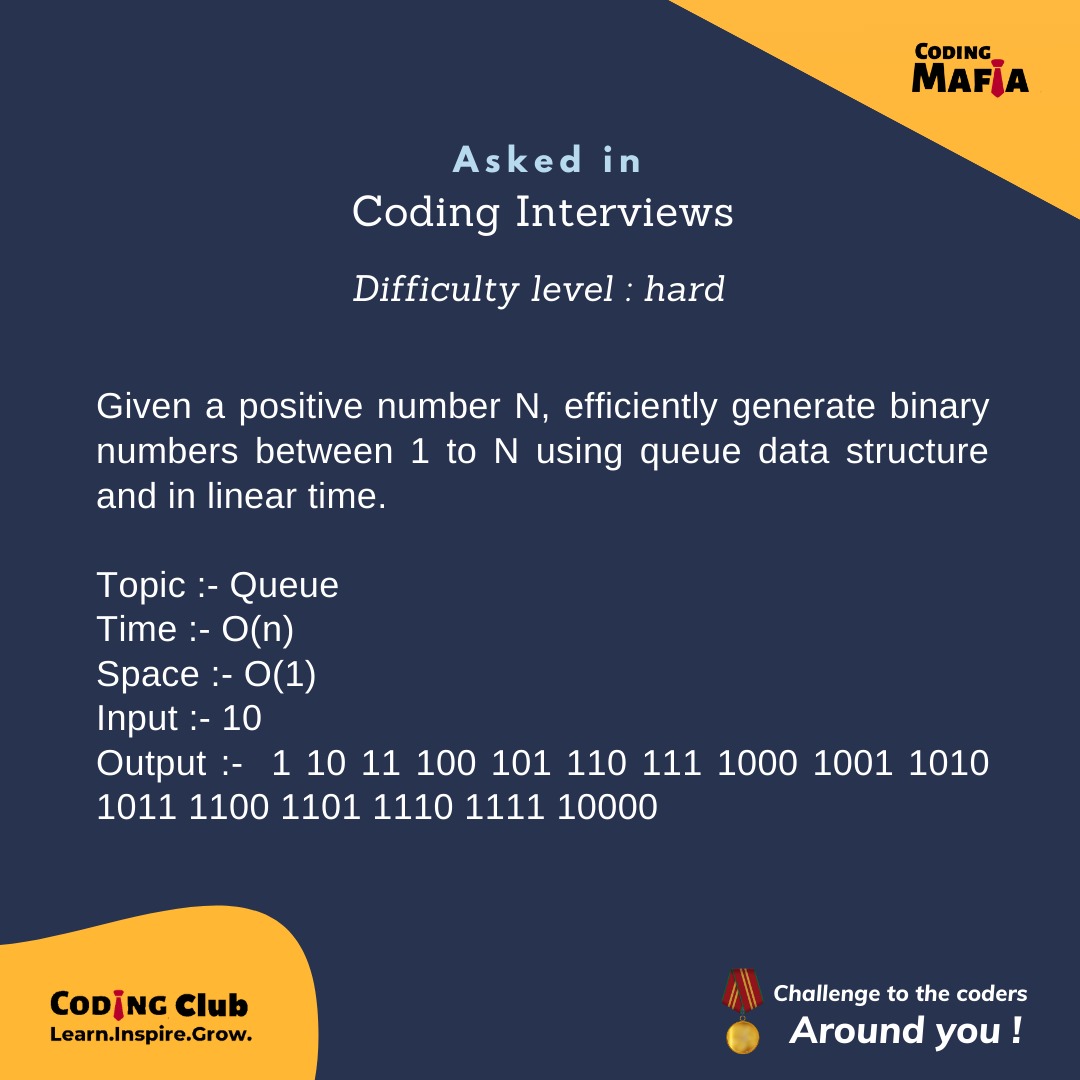 CODING
MAFIA
Asked in
Coding Interviews
Difficulty level : hard
Given a positive number N, efficiently generate binary
numbers between 1 to N using queue data structure
and in linear time.
Topic :- Queue
Time :- O(n)
Space :- O(1)
Input :- 10
Output :- 1 10 11 100 101 110 111 1000 1001 1010
1011 1100 1101 1110 1111 10000
CODING Club
Learn.Inspire.Grow.
Challenge to the coders
Around you !